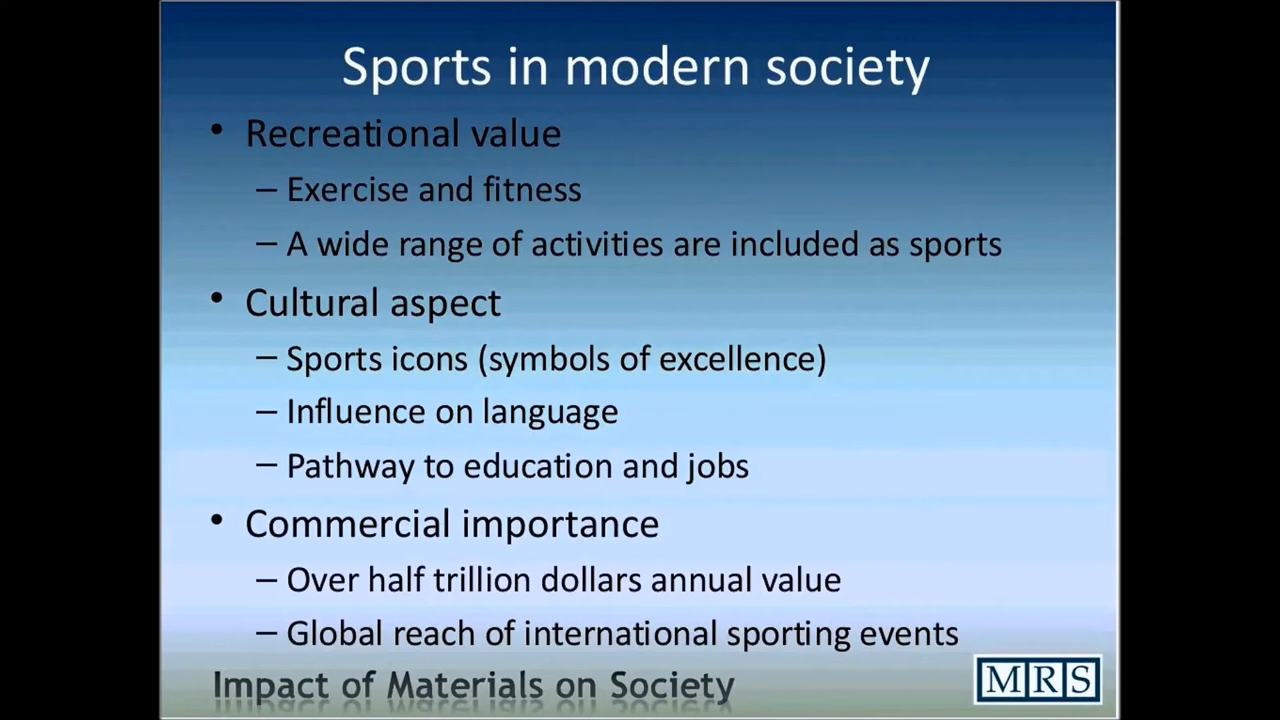 Sports in modern society
• Recreational value
– Exercise and fitness
– A wide range of activities are included as sports
• Cultural aspect
– Sports icons (symbols of excellence)
– Influence on language
– Pathway to education and jobs
• Commercial importance
– Over half trillion dollars annual value
– Global reach of international sporting events
Impact of Materials on Society
MRS